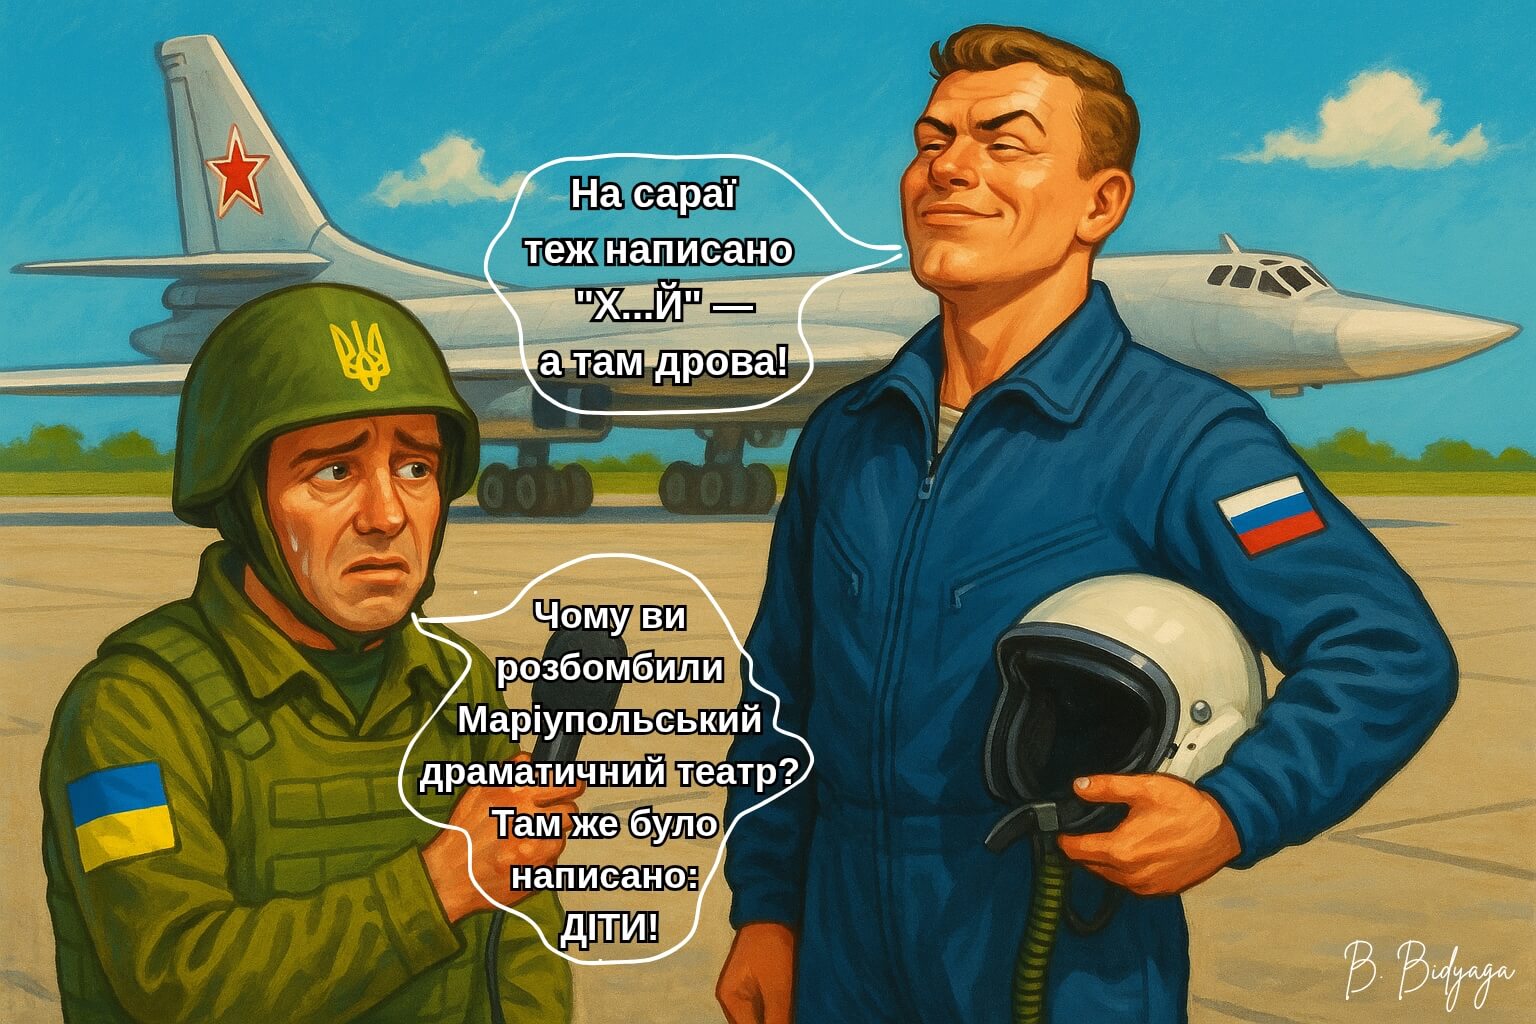 На сараї
теж написано
"Х...Й" —
а там дрова!
Чому ви
розбомбили
Маріупольський
драматичний театр?
Там же було
написано:
ДІТИ!
B. Bidyaga